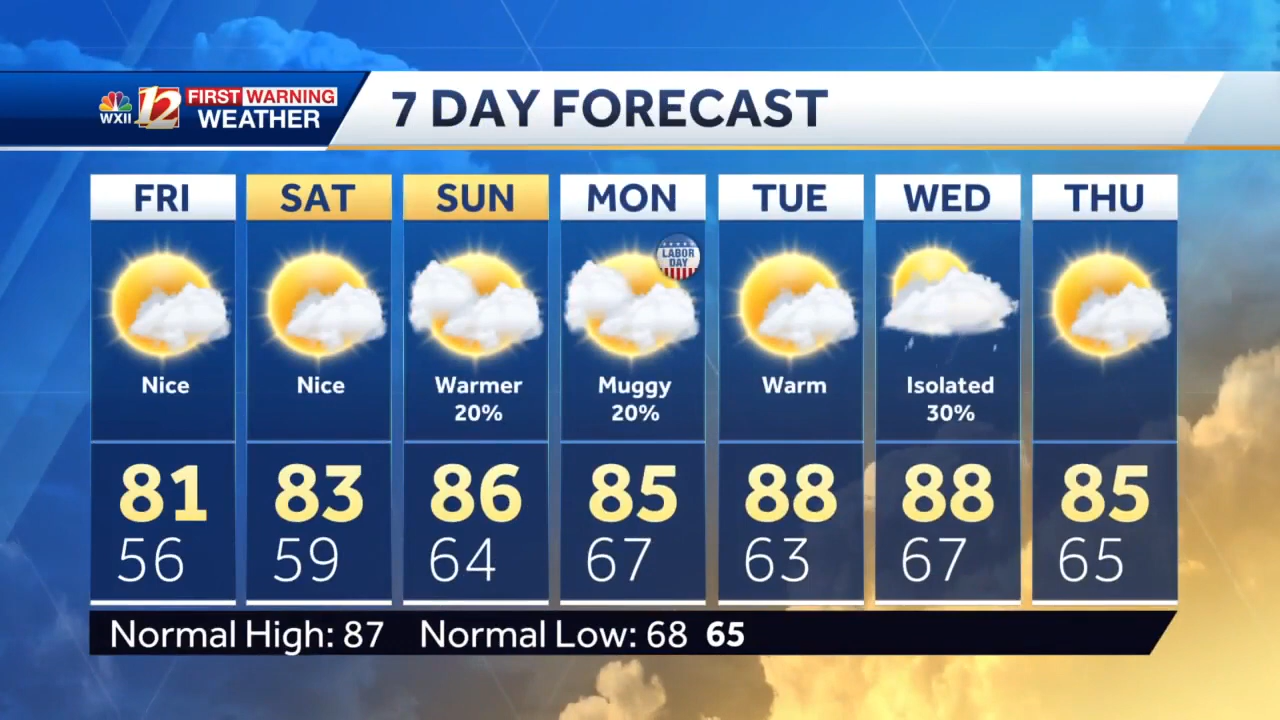 WXII 12 FIRST WARNING
WEATHER
7 DAY FORECAST
FRI SAT SUN MON TUE WED THU
LABOR
DAY
Nice Nice Warmer Muggy Warm Isolated
20% 20% 30%
81 83 86 85 88 88 85
56 59 64 67 63 67 65
Normal High: 87 Normal Low: 68 65